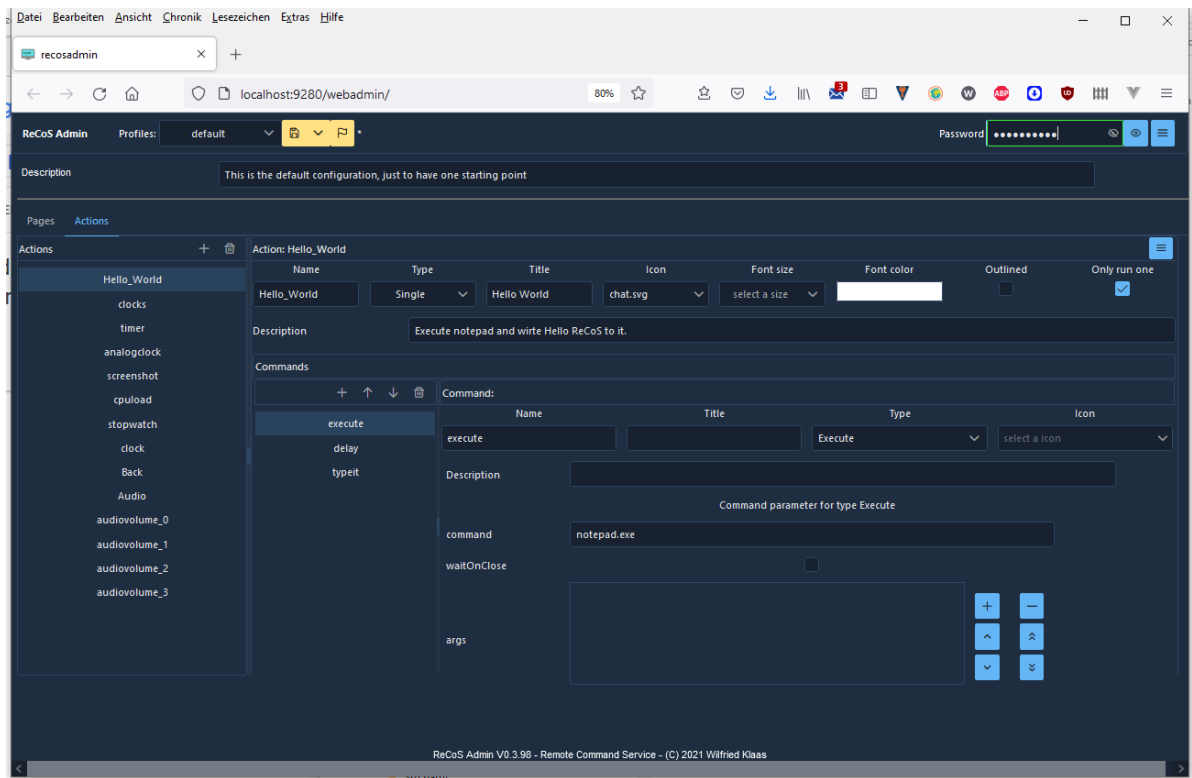 Datei Bearbeiten Ansicht Chronik Lesezeichen Extras Hilfe
recosadmin
localhost:9280/webadmin/ 80% 3 W ABP
ReCoS Admin Profiles: default * Password ••••••••••
Description This is the default configuration, just to have one starting point
Pages Actions
Actions Action: Hello_World
Name Type Title Icon Font size Font color Outlined Only run one
Hello_World Single Hello World chat.svg select a size
Description Execute notepad and wirte Hello ReCoS to it.
Commands
Command:
Name Title Type Icon
execute Execute select a icon
Description
Command parameter for type Execute
command notepad.exe
waitOnClose
args
execute
delay
typeit
Hello_World
clocks
timer
analogclock
screenshot
cpuload
stopwatch
clock
Back
Audio
audiovolume_0
audiovolume_1
audiovolume_2
audiovolume_3
ReCoS Admin V0.3.98 - Remote Command Service - (C) 2021 Wilfried Klaas